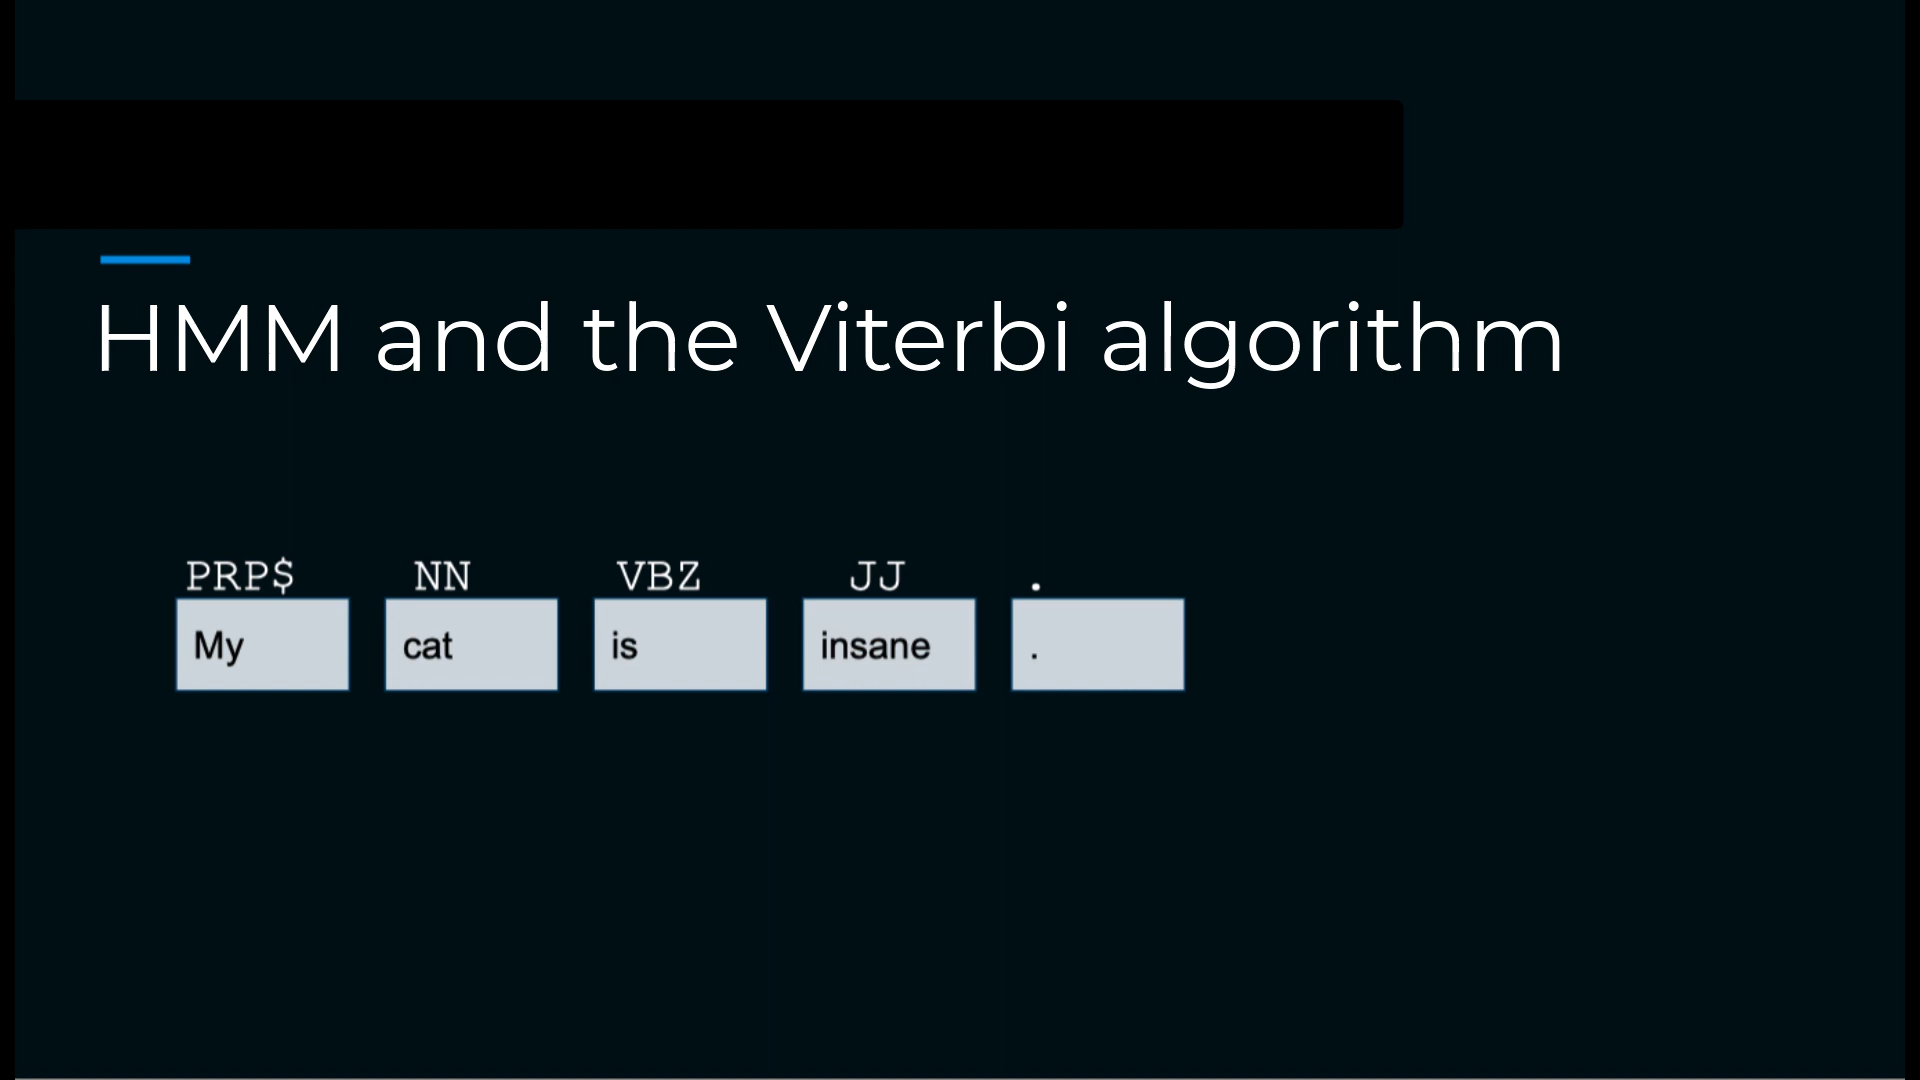 HMM and the Viterbi algorithm
PRP$ NN VBZ JJ .
My cat is insane .